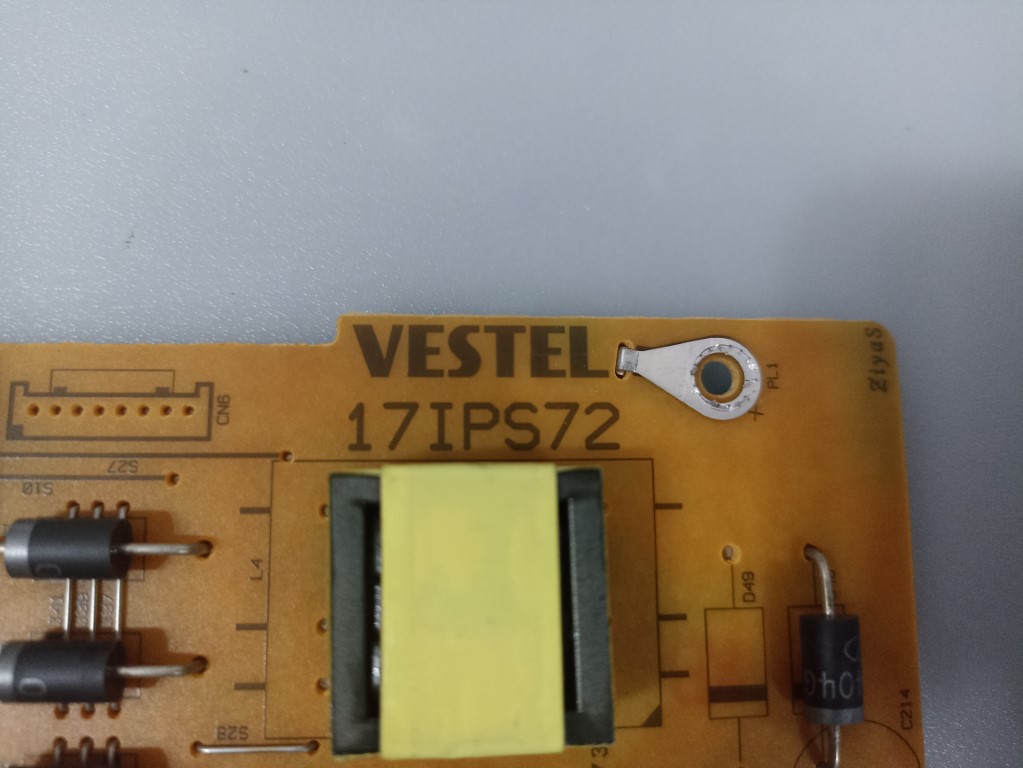 VESTEL
17IPS72
ZiyaS
PL1
+
CN6
S27
S10
L4
D49
S28
C214